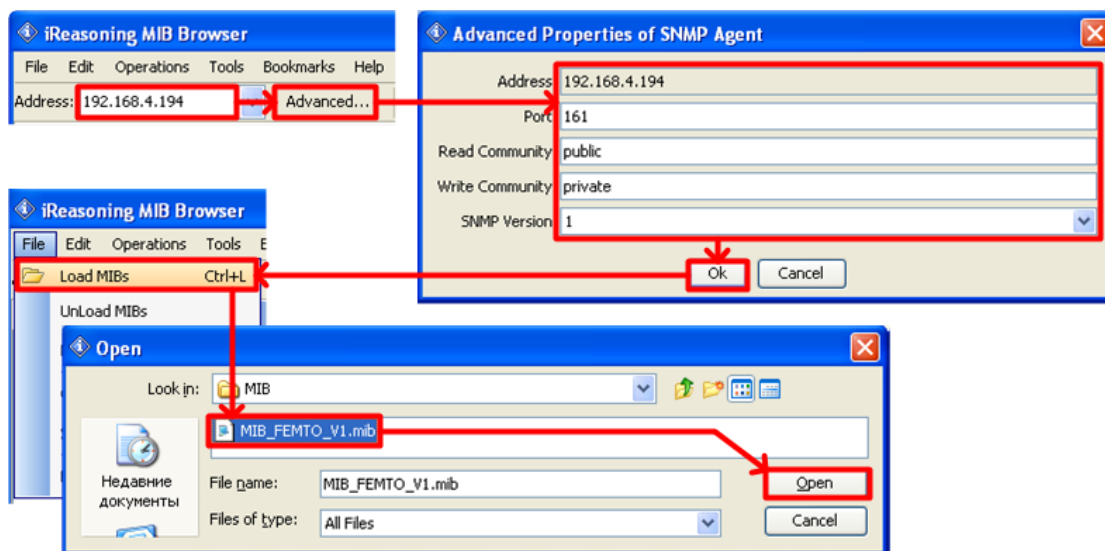 iReasoning MIB Browser
File Edit Operations Tools Bookmarks Help
Address: 192.168.4.194 Advanced...
Advanced Properties of SNMP Agent
Address 192.168.4.194
Port 161
Read Community public
Write Community private
SNMP Version 1
Ok Cancel
iReasoning MIB Browser
File Edit Operations Tools
Load MIBs Ctrl+L
UnLoad MIBs
Open
Look in: MIB
MIB_FEMTO_V1.mib
Недавние
документы
File name: MIB_FEMTO_V1.mib
Open
Files of type: All Files
Cancel